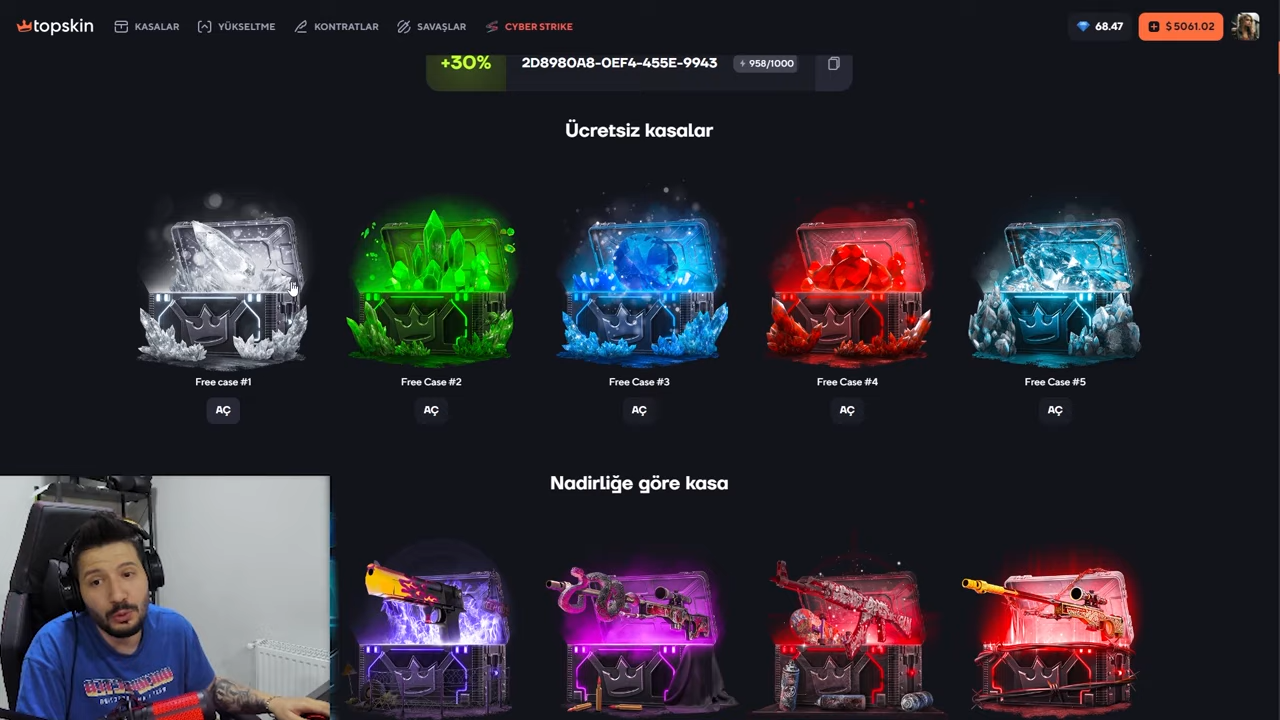 topskin
KASALAR
YÜKSELTME
KONTRATLAR
SAVAŞLAR
CYBER STRIKE
68.47
$ 5061.02
+30%
2D8980A8-0EF4-455E-9943
958/1000
Ücretsiz kasalar
Free case #1
Free Case #2
Free Case #3
Free Case #4
Free Case #5
AÇ
AÇ
AÇ
AÇ
AÇ
Nadirliğe göre kasa